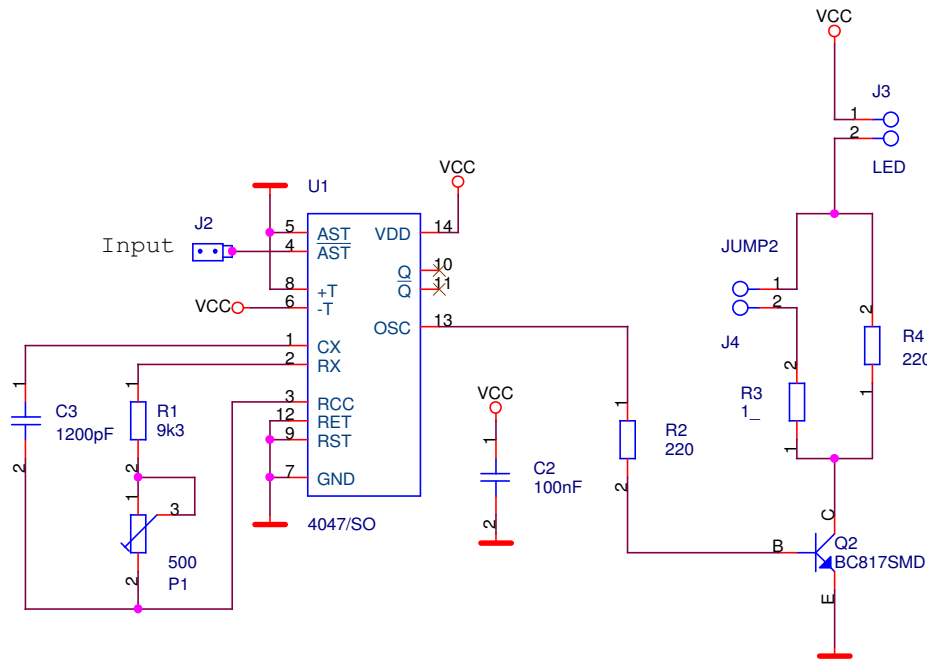 VCC
J3
1
2
LED
VCC
U1
J2
Input
5
AST
VDD
14
4
AST
Q
10
Q
11
8
+T
VCC
6
-T
OSC
13
1
CX
2
RX
3
RCC
12
RET
9
RST
7
GND
4047/SO
1
C3
1200pF
2
1
R1
9k3
2
1
3
500
P1
2
VCC
1
C2
100nF
2
1
R2
220
2
JUMP2
1
2
J4
2
R3
1_
1
2
R4
220
1
C
B
Q2
BC817SMD
E